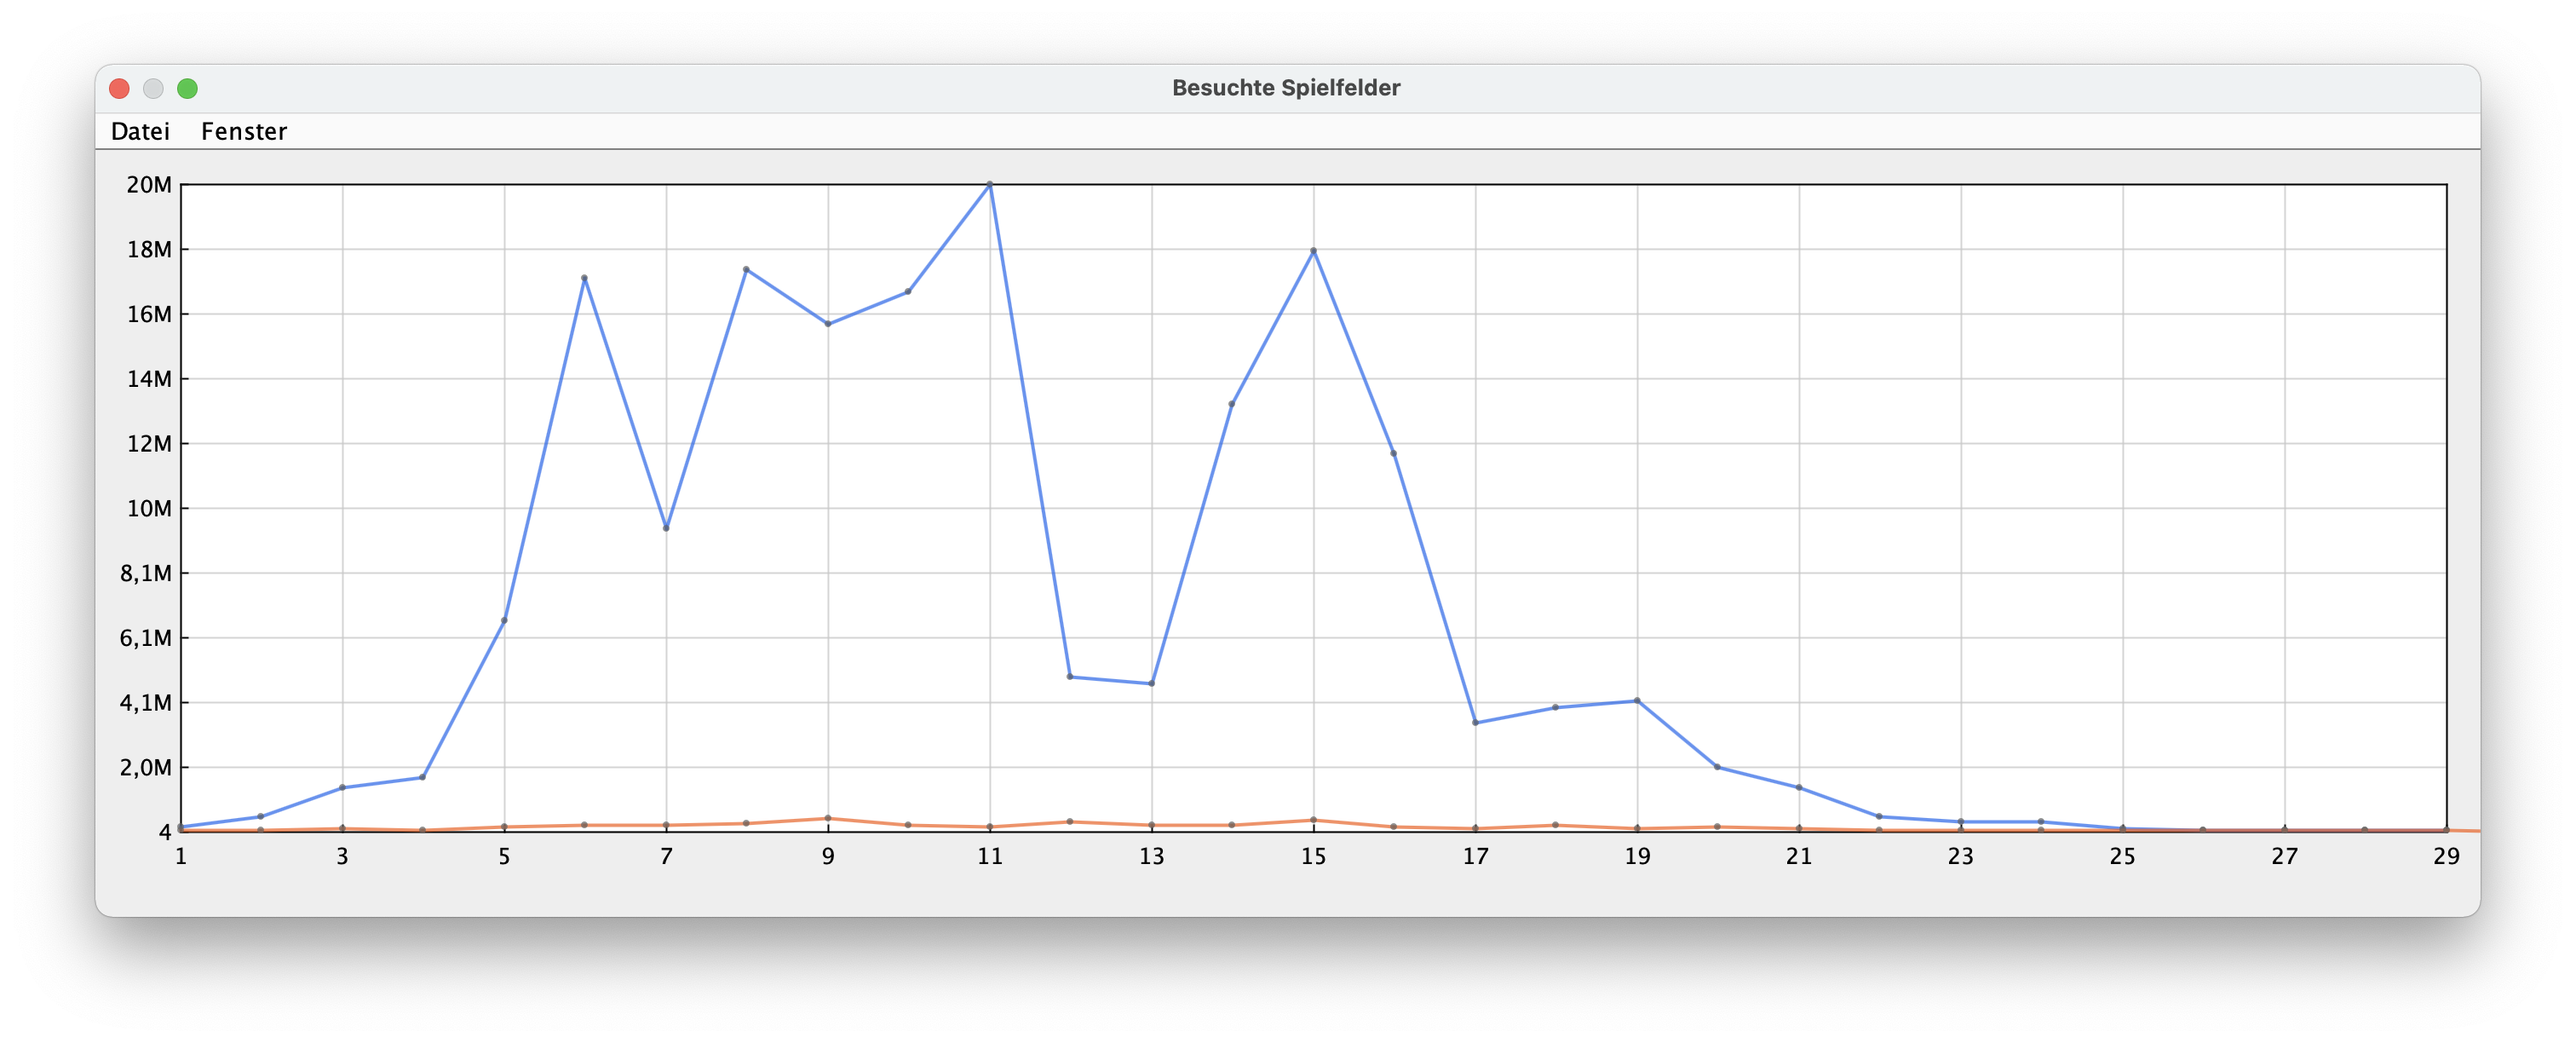 Besuchte Spielfelder
Datei Fenster
20M
18M
16M
14M
12M
10M
8,1M
6,1M
4,1M
2,0M
4
1 3 5 7 9 11 13 15 17 19 21 23 25 27 29